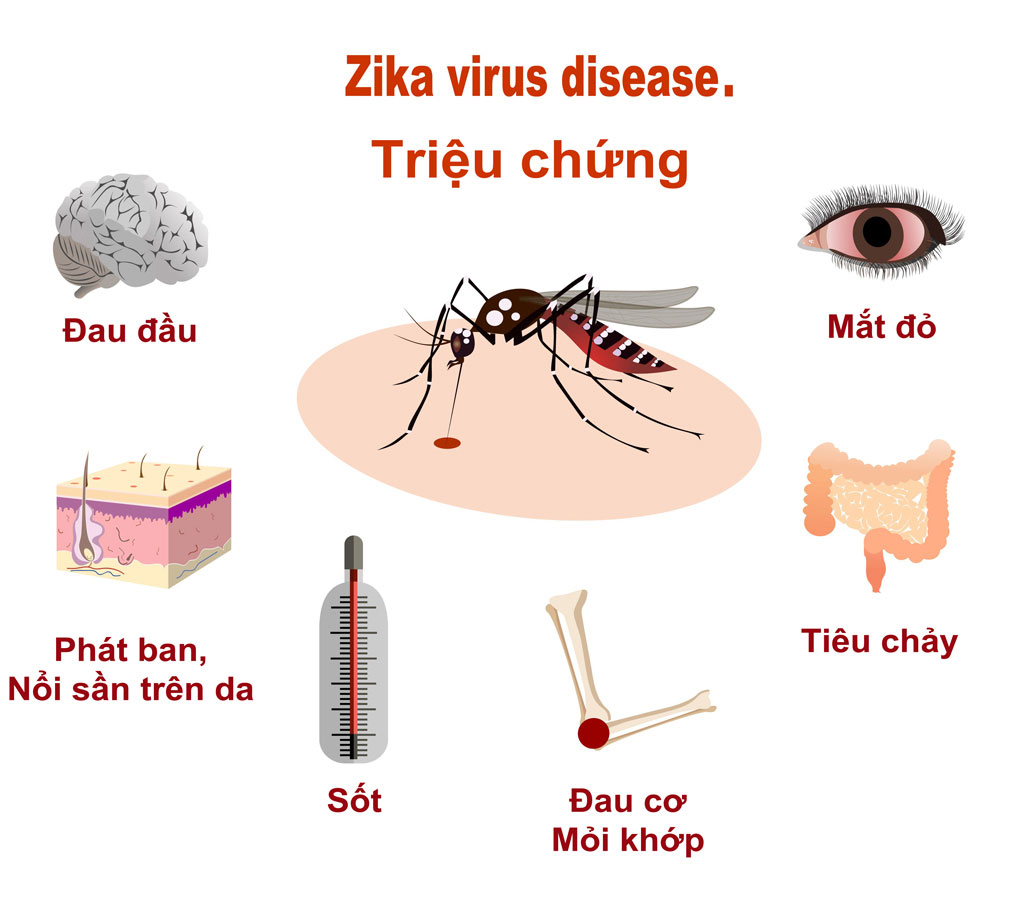 Zika virus disease.
Triệu chứng
Đau đầu
Mắt đỏ
Phát ban,
Nổi sần trên da
Sốt
Đau cơ
Mỏi khớp
Tiêu chảy